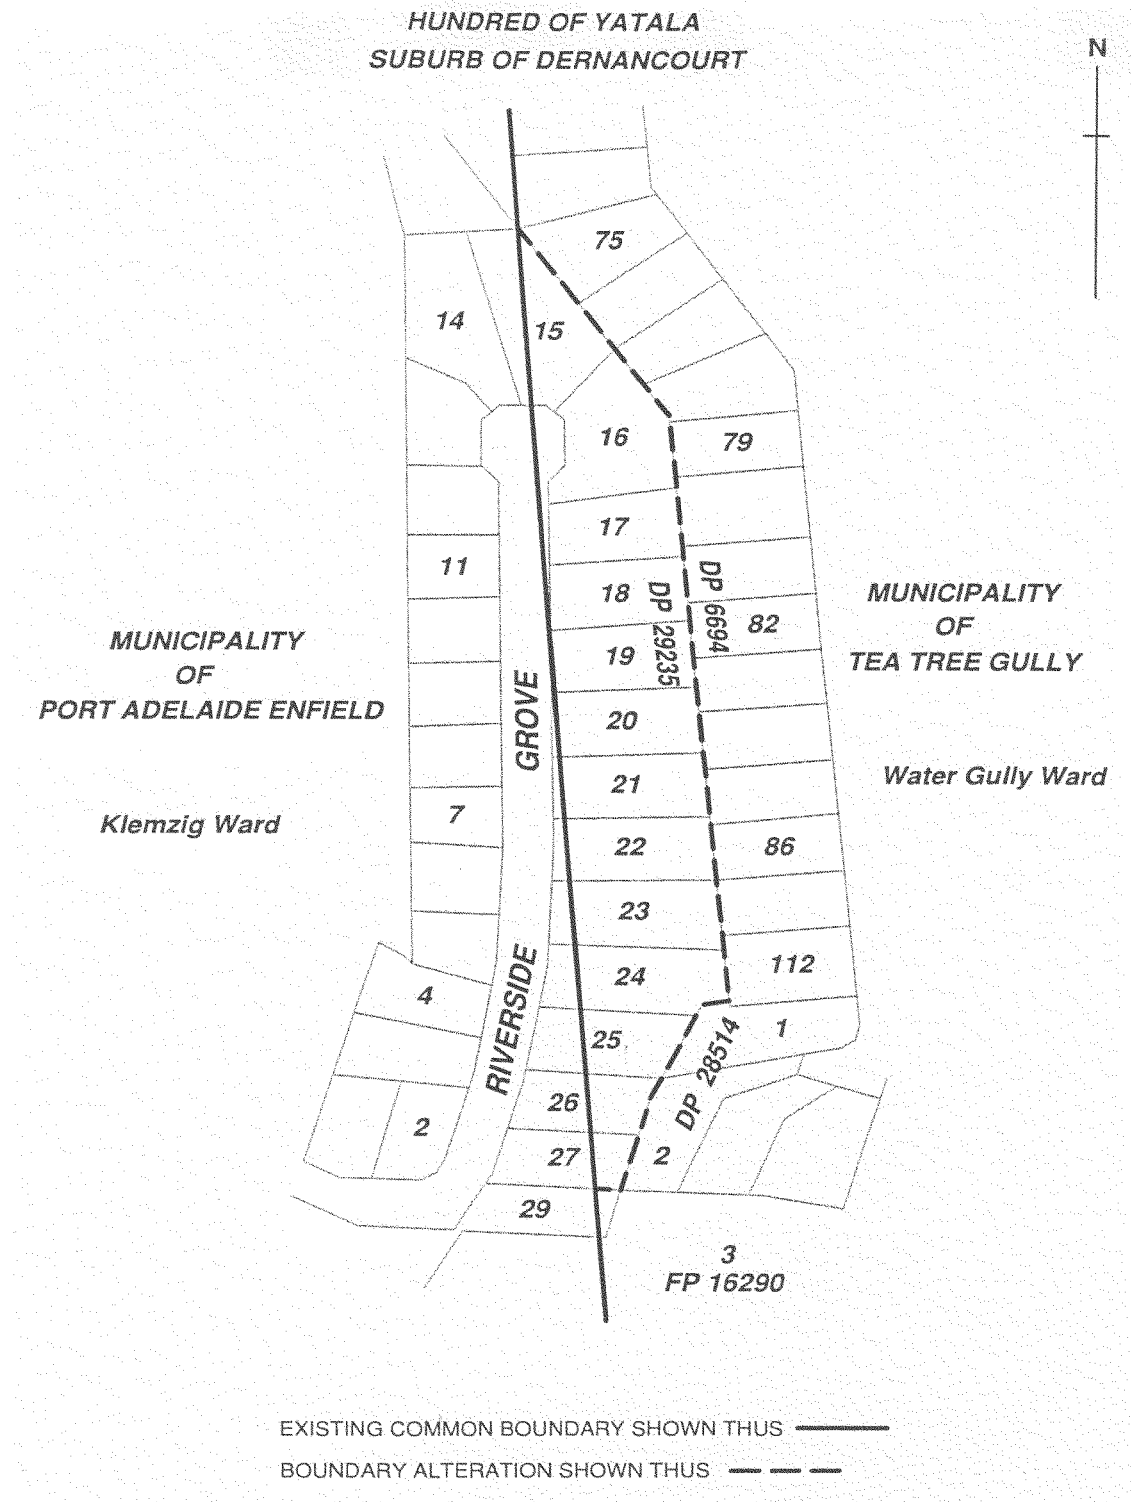 HUNDRED OF YATALA
SUBURB OF DERNANCOURT
N
75
14
15
16
79
17
11
18
DP 29235
DP 6694
82
19
20
21
7
22
86
23
24
112
4
25
1
26
2
27
2
29
GROVE
RIVERSIDE
DP 28514
3
FP 16290
MUNICIPALITY
OF
PORT ADELAIDE ENFIELD
Klemzig Ward
MUNICIPALITY
OF
TEA TREE GULLY
Water Gully Ward
EXISTING COMMON BOUNDARY SHOWN THUS
BOUNDARY ALTERATION SHOWN THUS